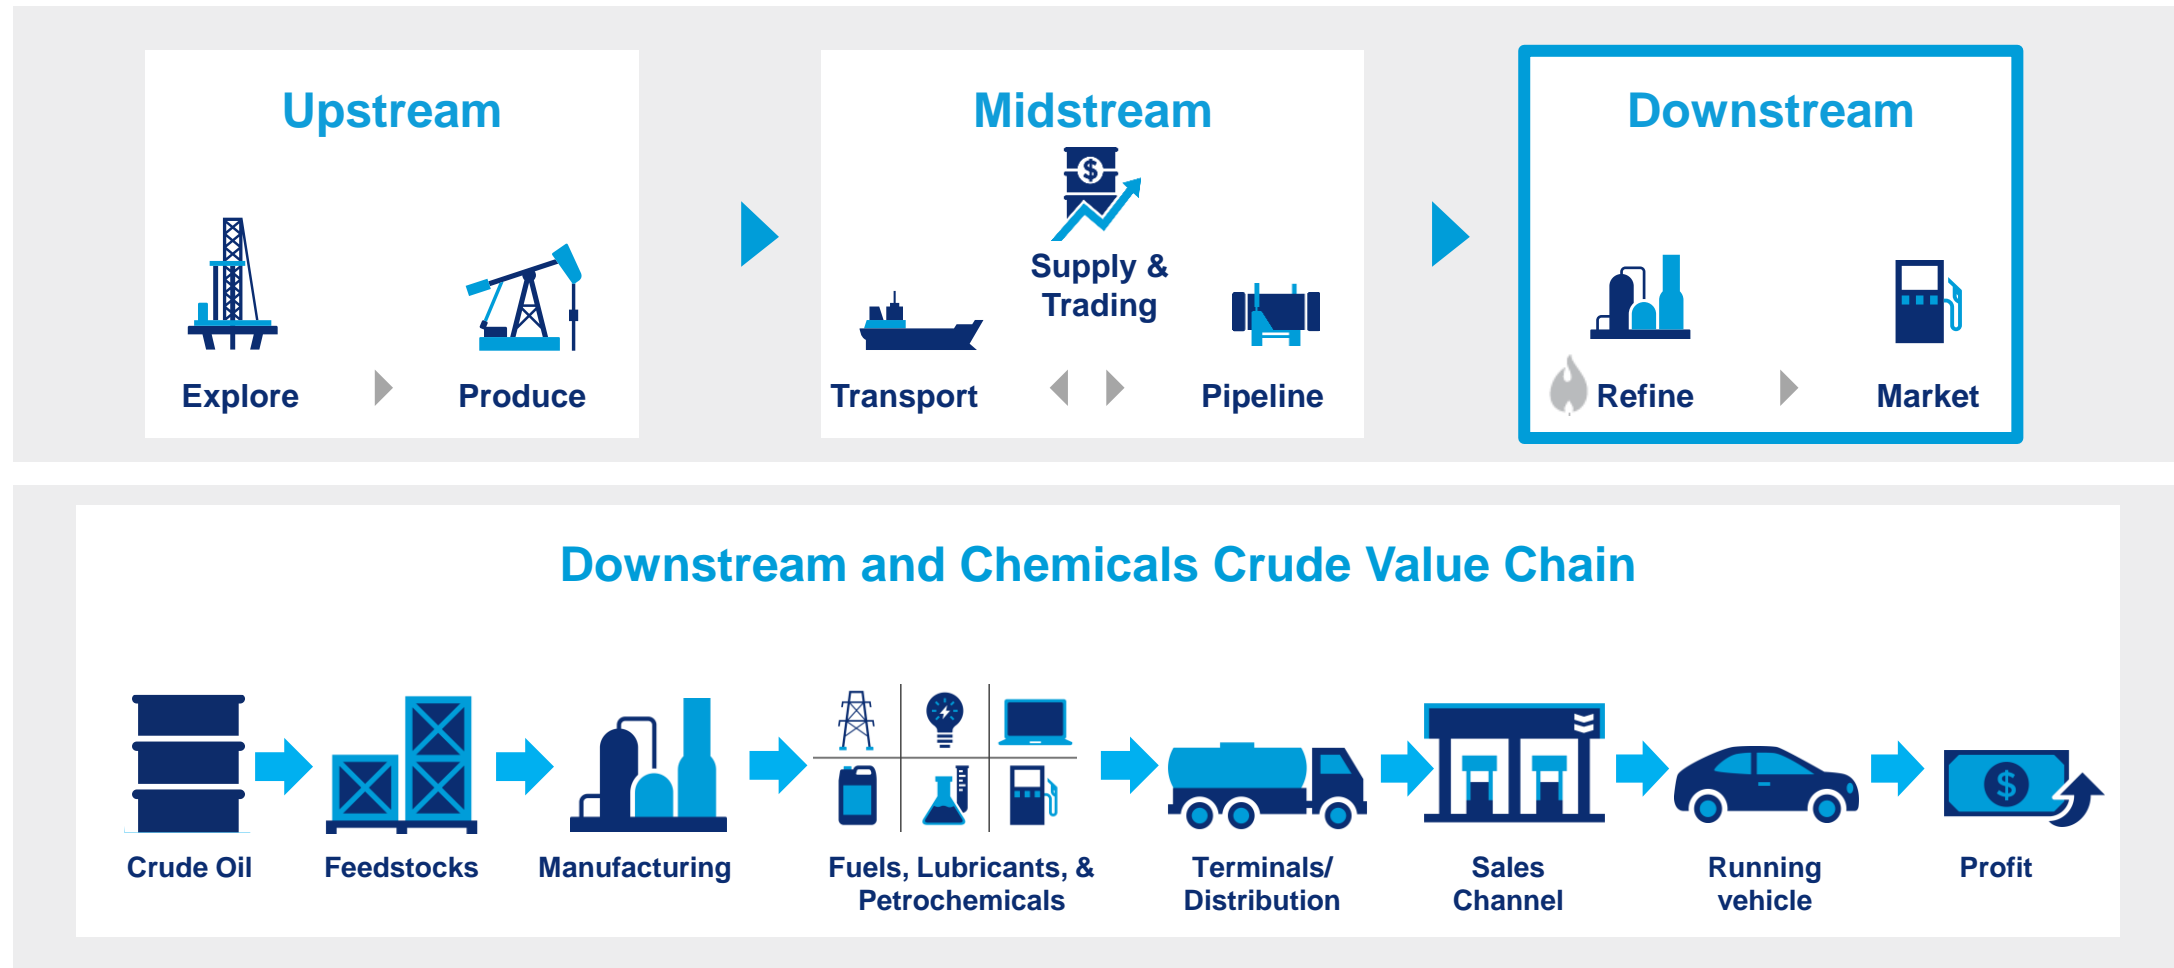 Upstream
Explore
Produce
Midstream
$
Supply &
Trading
Transport
Pipeline
Downstream
Refine
Market
Downstream and Chemicals Crude Value Chain
$
Crude Oil
Feedstocks
Manufacturing
Fuels, Lubricants, &
Petrochemicals
Terminals/
Distribution
Sales
Channel
Running
vehicle
Profit